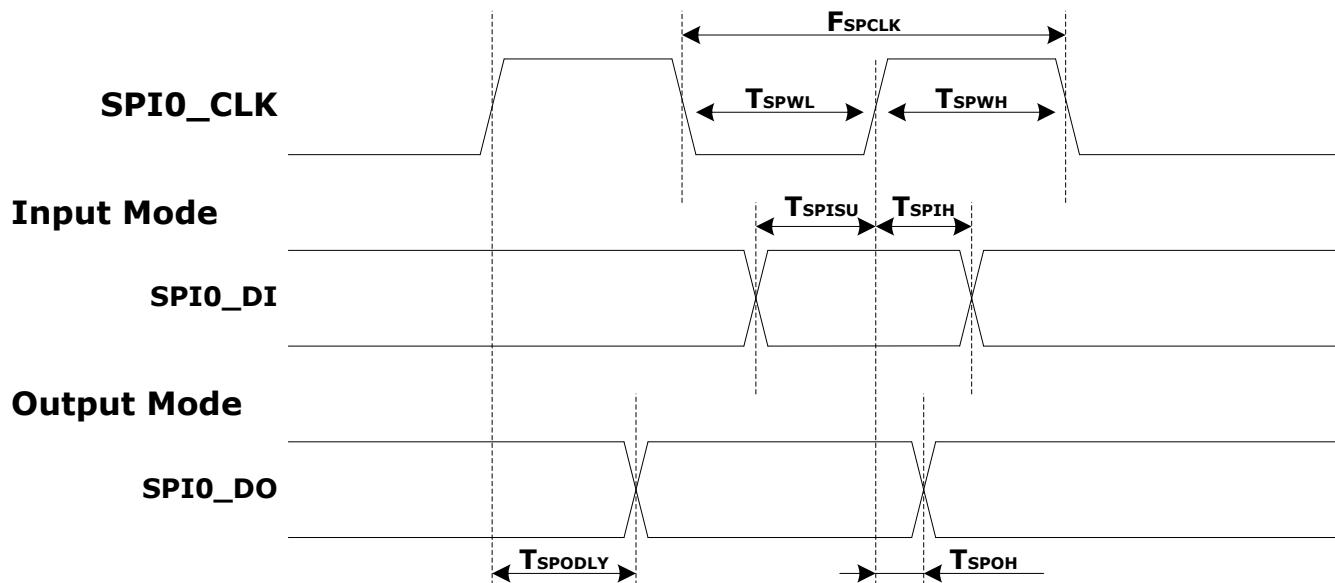 FSPCLK
SPI0_CLK
TSPWL
TSPWH
Input Mode
TSPISU
TSPIH
SPI0_DI
Output Mode
SPI0_DO
TSPODLY
TSPOH